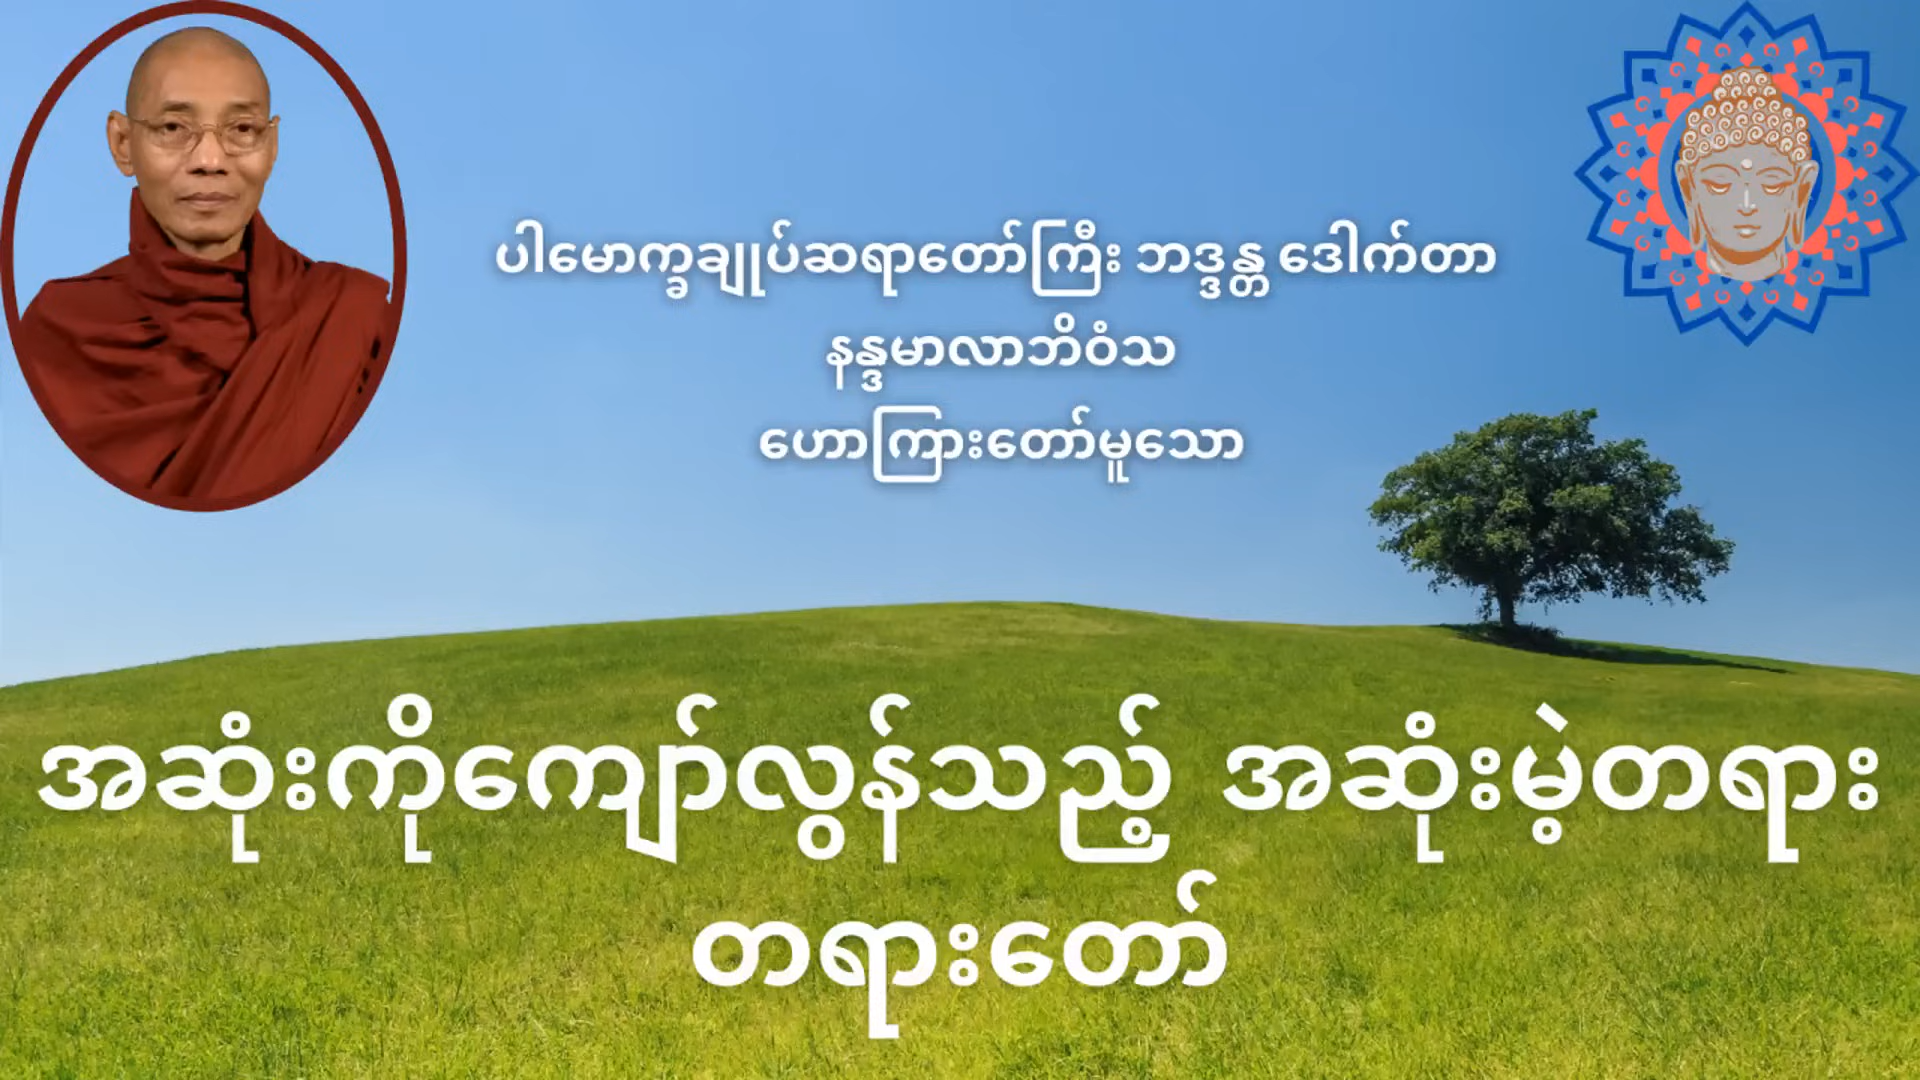 ပါမောက္ခချုပ်ဆရာတော်ကြီး ဘဒ္ဒန္တ ဒေါက်တာ
နန္ဒမာလာဘိဝံသ
ဟောကြားတော်မူသော
အဆုံးကိုကျော်လွန်သည့် အဆုံးမဲ့တရား
တရားတော်